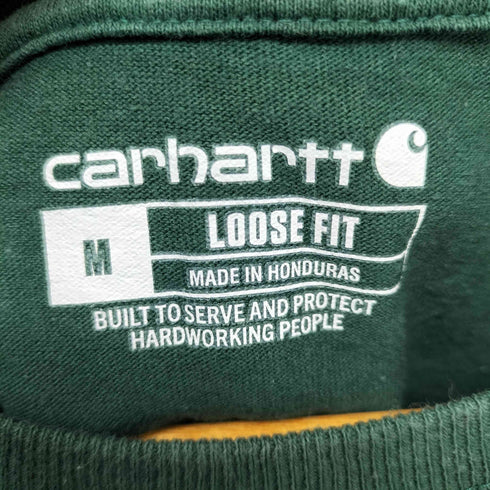 carhartt
M
LOOSE FIT
MADE IN HONDURAS
BUILT TO SERVE AND PROTECT
HARDWORKING PEOPLE